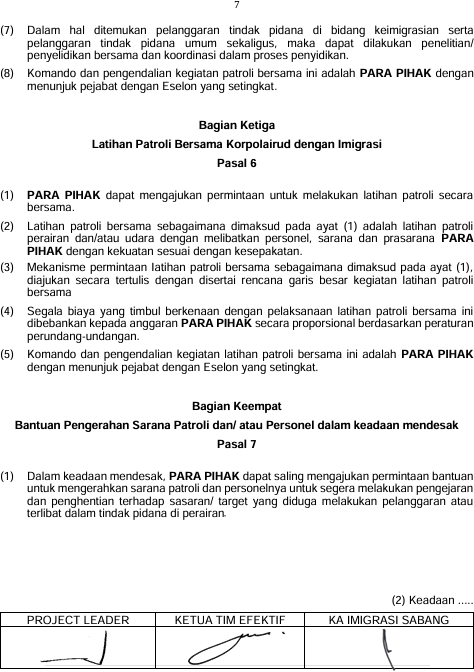 7
(7) Dalam hal ditemukan pelanggaran tindak pidana di bidang keimigrasian serta
pelanggaran tindak pidana umum sekaligus, maka dapat dilakukan penelitian/
penyelidikan bersama dan koordinasi dalam proses penyidikan.
(8) Komando dan pengendalian kegiatan patroli bersama ini adalah PARA PIHAK dengan
menunjuk pejabat dengan Eselon yang setingkat.
Bagian Ketiga
Latihan Patroli Bersama Korpolairud dengan Imigrasi
Pasal 6
(1) PARA PIHAK dapat mengajukan permintaan untuk melakukan latihan patroli secara
bersama.
(2) Latihan patroli bersama sebagaimana dimaksud pada ayat (1) adalah latihan patroli
perairan dan/atau udara dengan melibatkan personel, sarana dan prasarana PARA
PIHAK dengan kekuatan sesuai dengan kesepakatan.
(3) Mekanisme permintaan latihan patroli bersama sebagaimana dimaksud pada ayat (1),
diajukan secara tertulis dengan disertai rencana garis besar kegiatan latihan patroli
bersama
(4) Segala biaya yang timbul berkenaan dengan pelaksanaan latihan patroli bersama ini
dibebankan kepada anggaran PARA PIHAK secara proporsional berdasarkan peraturan
perundang-undangan.
(5) Komando dan pengendalian kegiatan latihan patroli bersama ini adalah PARA PIHAK
dengan menunjuk pejabat dengan Eselon yang setingkat.
Bagian Keempat
Bantuan Pengerahan Sarana Patroli dan/ atau Personel dalam keadaan mendesak
Pasal 7
(1) Dalam keadaan mendesak, PARA PIHAK dapat saling mengajukan permintaan bantuan
untuk mengerahkan sarana patroli dan personelnya untuk segera melakukan pengejaran
dan penghentian terhadap sasaran/ target yang diduga melakukan pelanggaran atau
terlibat dalam tindak pidana di perairan.
(2) Keadaan .....
PROJECT LEADER KETUA TIM EFEKTIF KA IMIGRASI SABANG